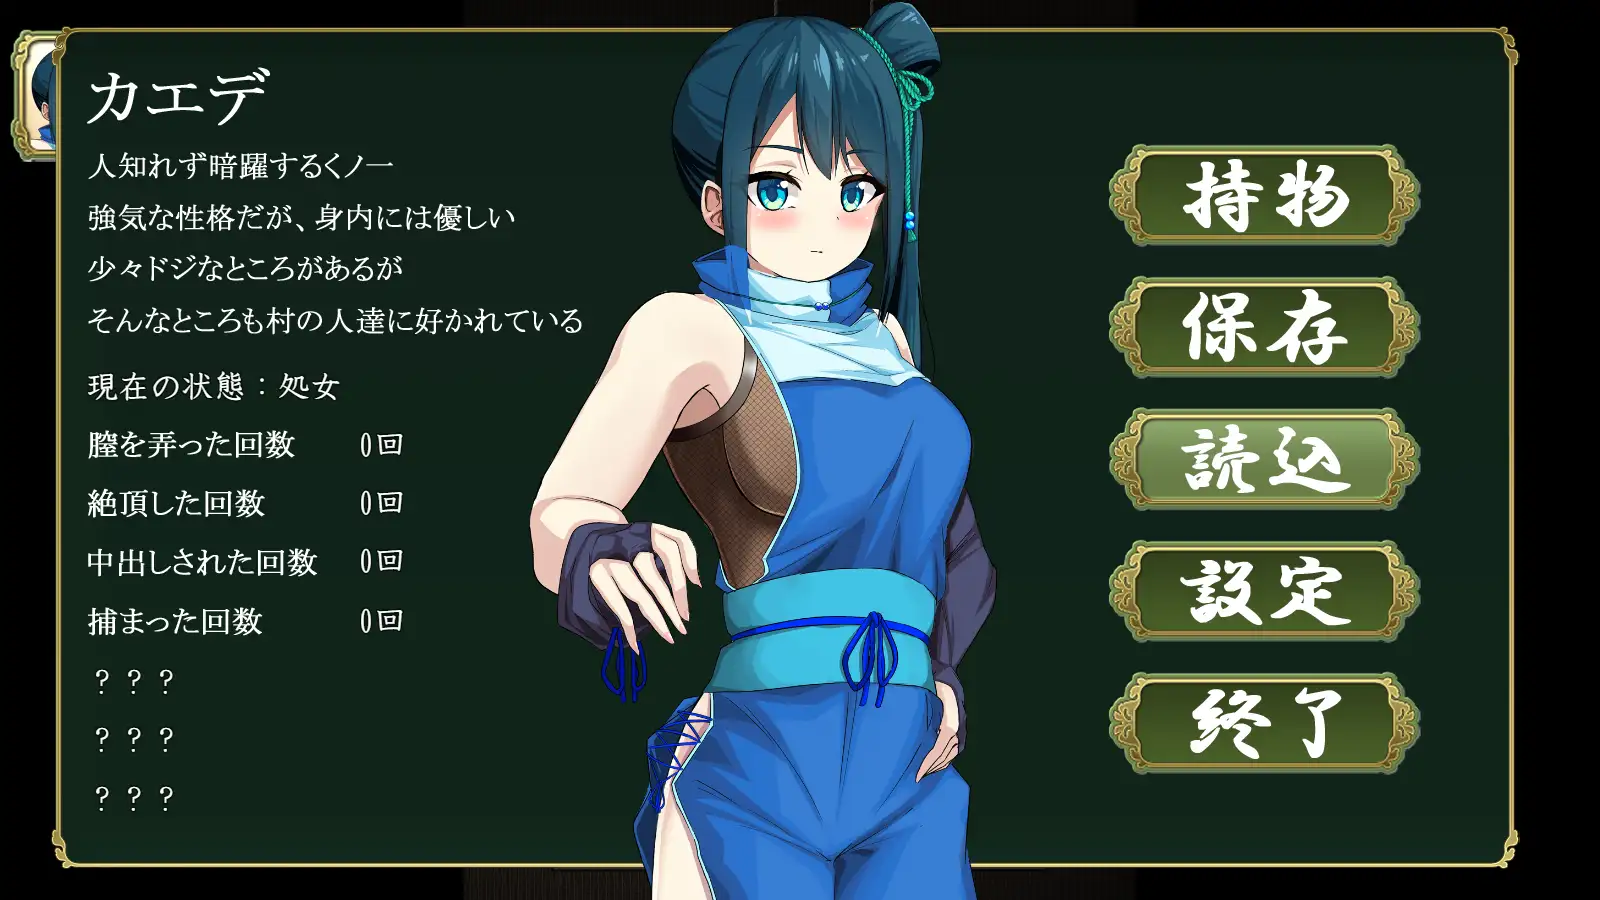 カエデ
人知れず暗躍するくノ一
強気な性格だが、身内には優しい
少々ドジなところがあるが
そんなところも村の人達に好かれている
現在の状態：処女
膣を弄った回数 0回
絶頂した回数 0回
中出しされた回数 0回
捕まった回数 0回
？？？
？？？
？？？
持物
保存
読込
設定
終了